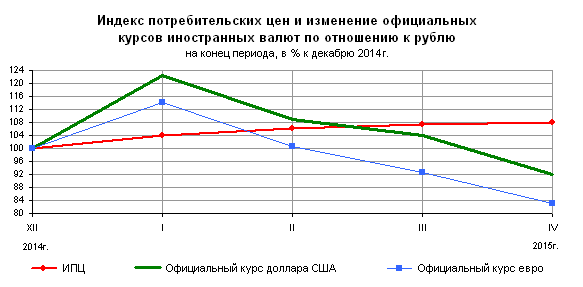 Индекс потребительских цен и изменение официальных
курсов иностранных валют по отношению к рублю
на конец периода, в % к декабрю 2014г.
124
120
116
112
108
104
100
96
92
88
84
80
XII I II III IV
2014г. 2015г.
ИПЦ Официальный курс доллара США Официальный курс евро